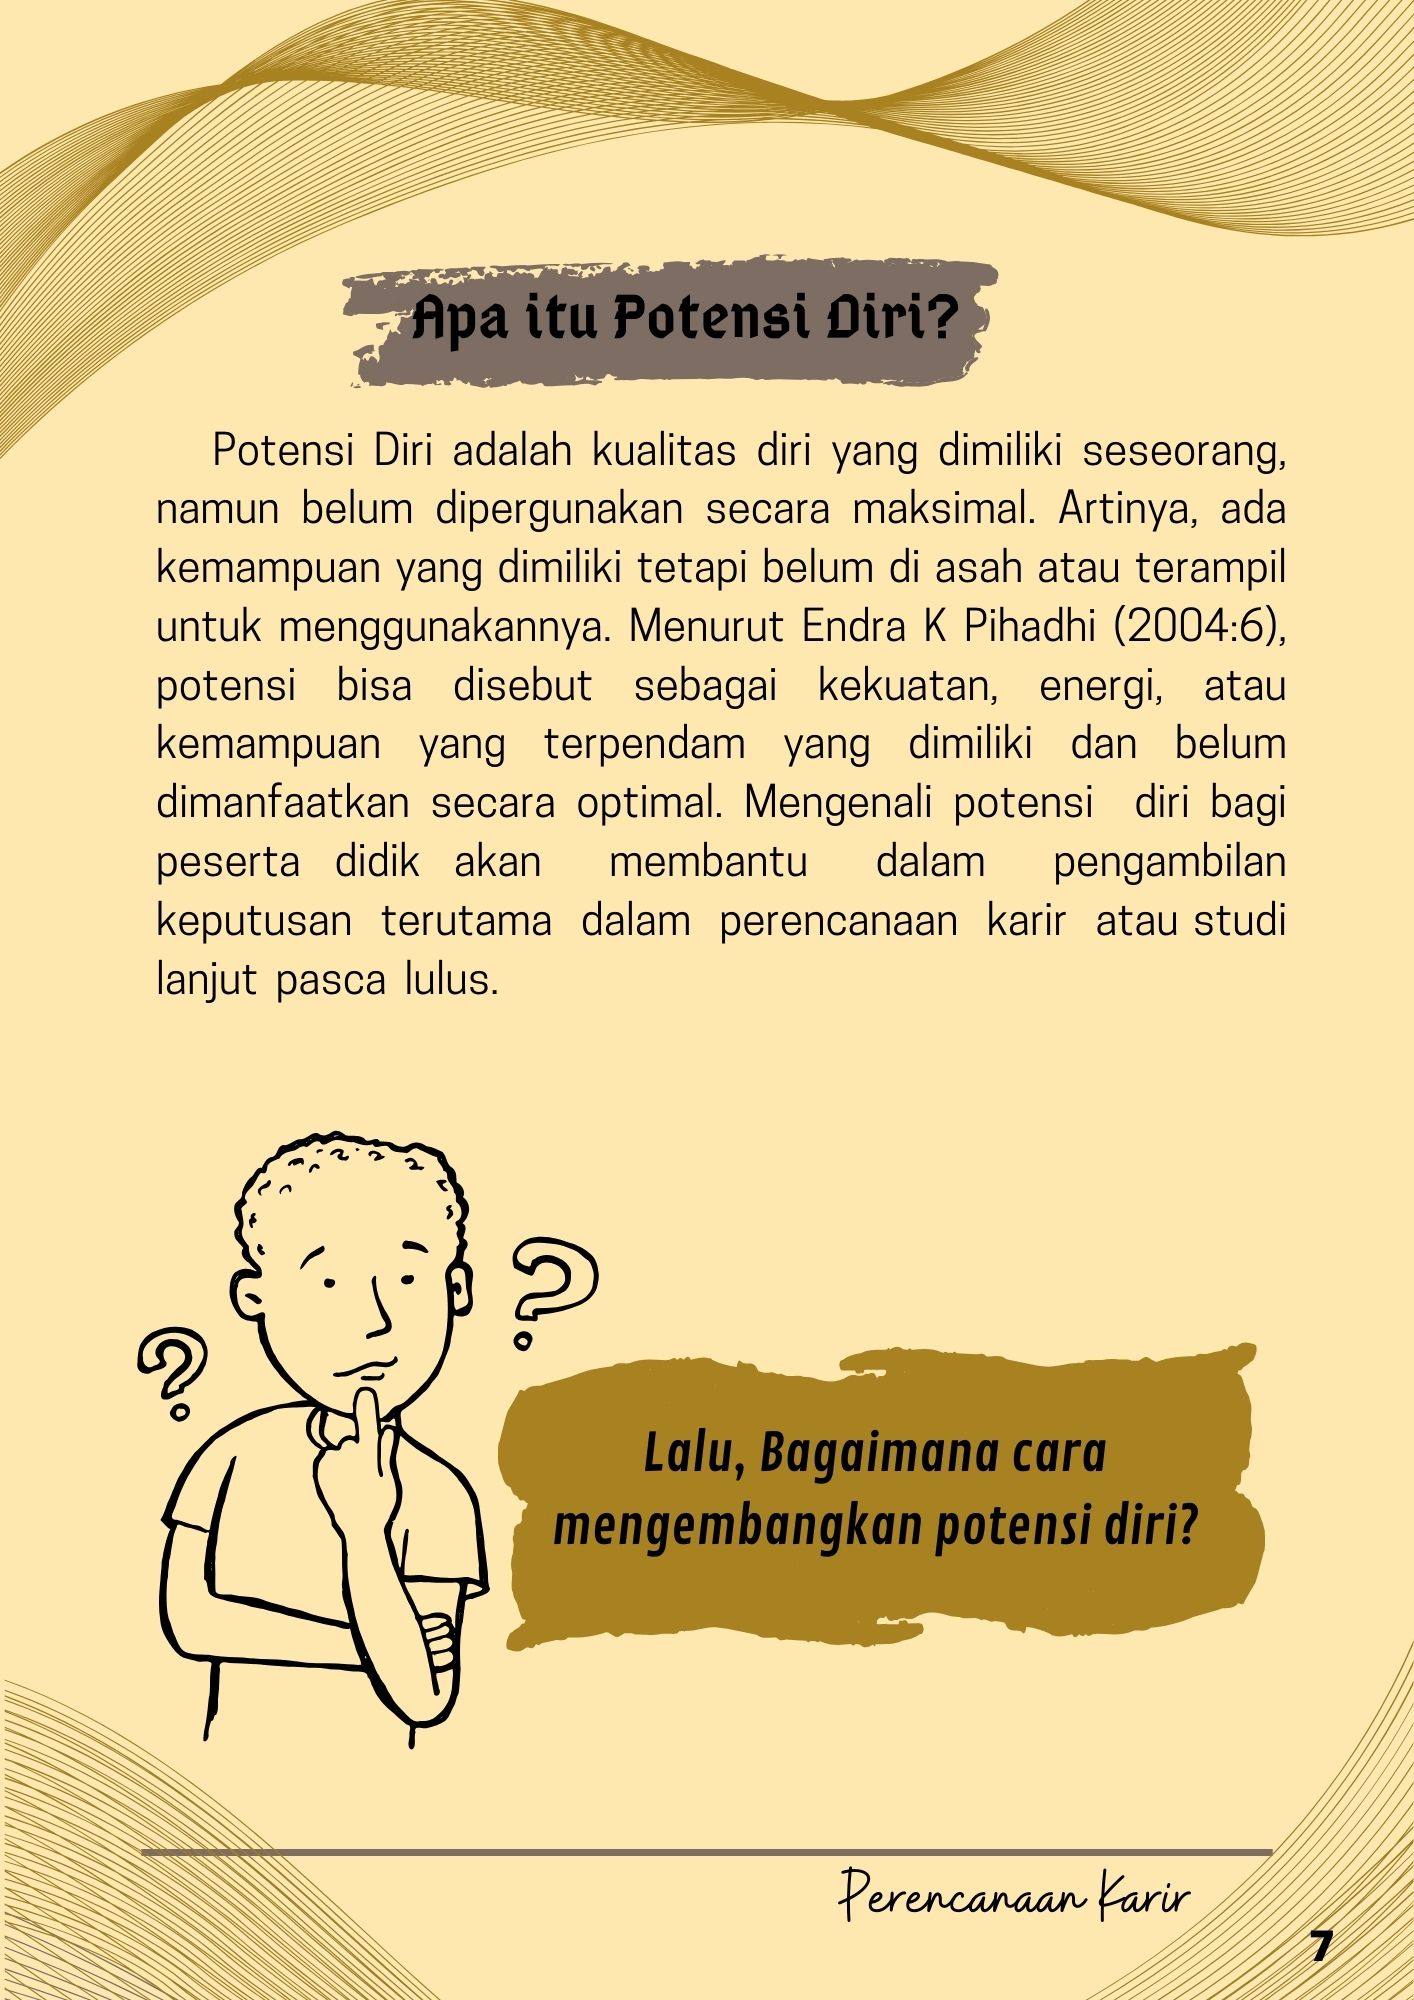 Apa itu Potensi Diri?
Potensi Diri adalah kualitas diri yang dimiliki seseorang,
namun belum dipergunakan secara maksimal. Artinya, ada
kemampuan yang dimiliki tetapi belum di asah atau terampil
untuk menggunakannya. Menurut Endra K Pihadhi (2004:6),
potensi bisa disebut sebagai kekuatan, energi, atau
kemampuan yang terpendam yang dimiliki dan belum
dimanfaatkan secara optimal. Mengenali potensi diri bagi
peserta didik akan membantu dalam pengambilan
keputusan terutama dalam perencanaan karir atau studi
lanjut pasca lulus.
?
?
Lalu, Bagaimana cara
mengembangkan potensi diri?
Perencanaan Karir
7